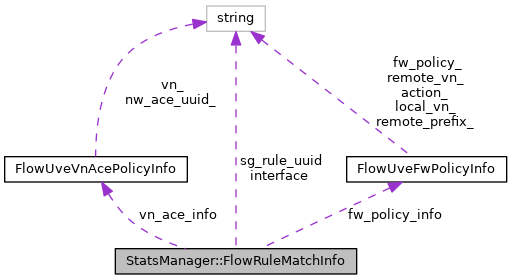 string
fw_policy_
remote_vn_
action_
local_vn_
remote_prefix_
vn_
nw_ace_uuid_
FlowUveVnAcePolicyInfo
sg_rule_uuid
interface
FlowUveFwPolicyInfo
vn_ace_info
fw_policy_info
StatsManager::FlowRuleMatchInfo